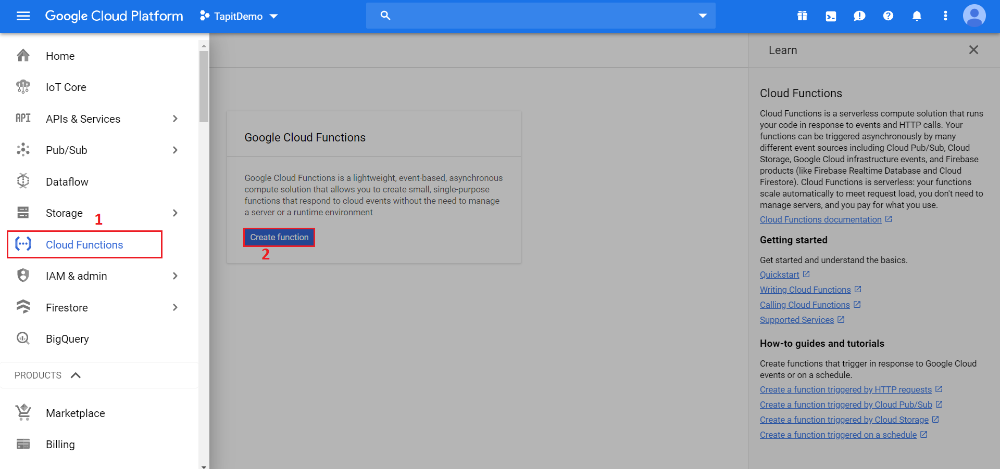 Google Cloud Platform
TapitDemo
Home
IoT Core
API
APIs & Services
Pub/Sub
Dataflow
Storage
1
Cloud Functions
IAM & admin
Firestore
BigQuery
PRODUCTS
Marketplace
Billing
Google Cloud Functions
Google Cloud Functions is a lightweight, event-based, asynchronous
compute solution that allows you to create small, single-purpose
functions that respond to cloud events without the need to manage
a server or a runtime environment
Create function
2
Learn
Cloud Functions
Cloud Functions is a serverless compute solution that runs
your code in response to events and HTTP calls. Your
functions can be triggered asynchronously by many
different event sources including Cloud Pub/Sub, Cloud
Storage, Google Cloud infrastructure events, and Firebase
products (like Firebase Realtime Database and Cloud
Firestore). Cloud Functions is serverless: your functions
scale automatically to meet request load, you don't need to
manage servers, and you pay for what you use.
Cloud Functions documentation
Getting started
Get started and understand the basics.
Quickstart
Writing Cloud Functions
Calling Cloud Functions
Supported Services
How-to guides and tutorials
Create functions that trigger in response to Google Cloud
events or on a schedule.
Create a function triggered by HTTP requests
Create a function triggered by Cloud Pub/Sub
Create a function triggered by Cloud Storage
Create a function triggered on a schedule